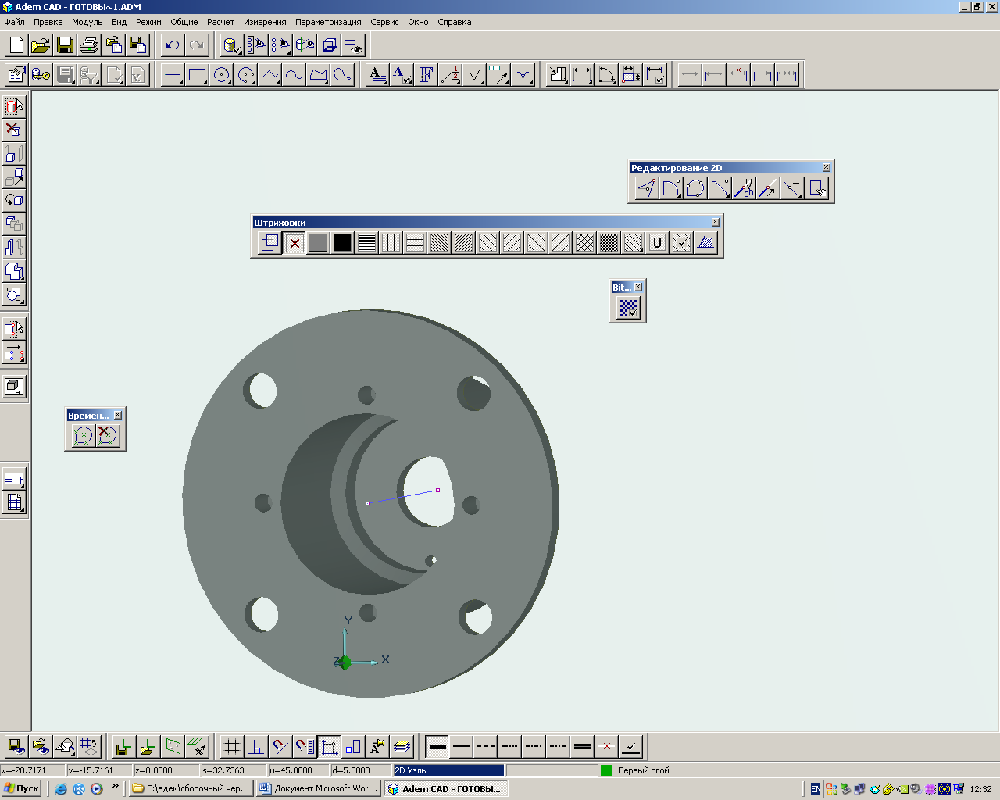 Adem CAD - ГОТОВЫ~1.ADM
Файл Правка Модуль Вид Режим Общие Расчет Измерения Параметризация Сервис Окно Справка
Редактирование 2D
Штриховки
U
Bit...
Времен...
Y
Z X
x=-28.7171 y=-15.7161 z=0.0000 s=32.7363 u=45.0000 d=5.0000 2D Узлы Первый слой
Пуск » E:\адем\сборочный чер... Документ Microsoft Wor... Adem CAD - ГОТОВЫ... EN 12:32